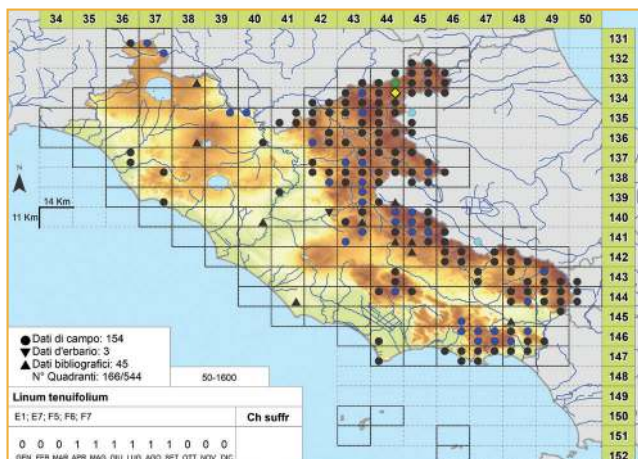 34 35 36 37 38 39 40 41 42 43 44 45 46 47 48 49 50
131
132
133
134
135
136
137
138
139
140
141
142
143
144
145
146
147
148
149
150
151
152
N
14 Km
11 Km
Dati di campo: 154
Dati d'erbario: 3
Dati bibliografici: 45
N° Quadranti: 166/544
50-1600
Linum tenuifolium
E1; E7; F5; F6; F7
Ch suffr
0 0 0 1 1 1 1 1 1 0 0 0
GEN FEB MAR APR MAG GIU LUG AGO SET OTT NOV DIC